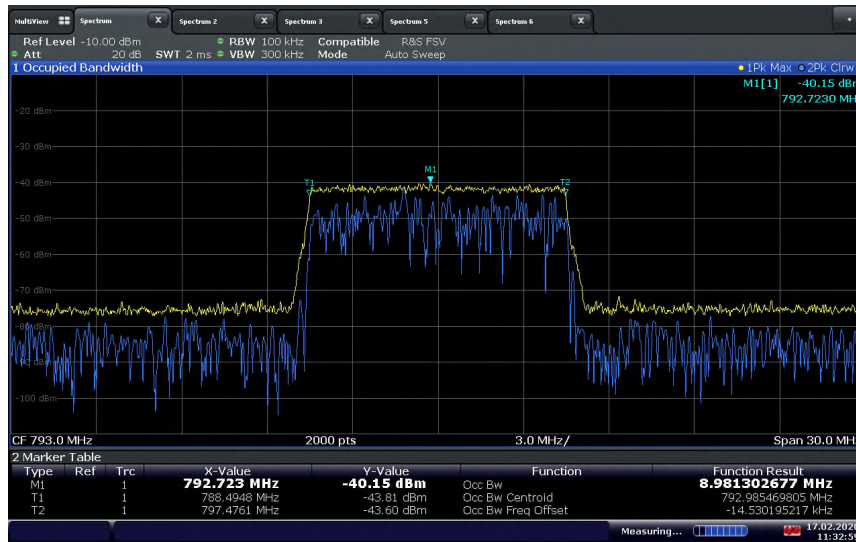 MultiView Spectrum X Spectrum 2 X Spectrum 3 X Spectrum 5 X Spectrum 6 X
Ref Level -10.00 dBm RBW 100 kHz Compatible R&S FSV
Att 20 dB SWT 2 ms VBW 300 kHz Mode Auto Sweep
1 Occupied Bandwidth 1Pk Max 2Pk Clrw
M1[1] -40.15 dBr
792.7230 MH
-20 dBm
-30 dBm
M1
-40 dBm T1 T2
-50 dBm
-60 dBm
-70 dBm
-80 dBm
-100 dBm
CF 793.0 MHz 2000 pts 3.0 MHz/ Span 30.0 MH
2 Marker Table
Type Ref Trc X-Value Y-Value Function Function Result
M1 1 792.723 MHz -40.15 dBm Occ Bw 8.981302677 MHz
T1 1 788.4948 MHz -43.81 dBm Occ Bw Centroid 792.985469805 MHz
T2 1 797.4761 MHz -43.60 dBm Occ Bw Freq Offset -14.530195217 kHz
Measuring... 17.02.2020
11:32:59